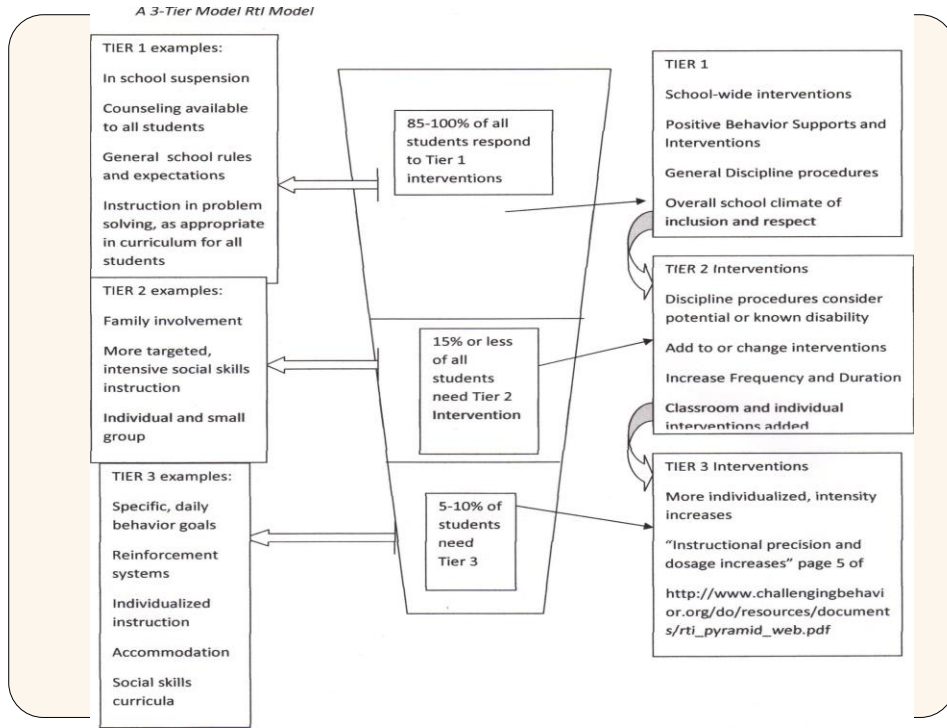 A 3-Tier Model RtI Model
TIER 1 examples:
In school suspension
Counseling available
to all students
General school rules
and expectations
Instruction in problem
solving, as appropriate
in curriculum for all
students
TIER 2 examples:
Family involvement
More targeted,
intensive social skills
instruction
Individual and small
group
TIER 3 examples:
Specific, daily
behavior goals
Reinforcement
systems
Individualized
instruction
Accommodation
Social skills
curricula
85-100% of all
students respond
to Tier 1
interventions
15% or less
of all
students
need Tier 2
Intervention
5-10% of
students
need
Tier 3
TIER 1
School-wide interventions
Positive Behavior Supports and
Interventions
General Discipline procedures
Overall school climate of
inclusion and respect
TIER 2 Interventions
Discipline procedures consider
potential or known disability
Add to or change interventions
Increase Frequency and Duration
Classroom and individual
interventions added
TIER 3 Interventions
More individualized, intensity
increases
“Instructional precision and
dosage increases” page 5 of
http://www.challengingbehavi
or.org/do/resources/document
s/rti_pyramid_web.pdf